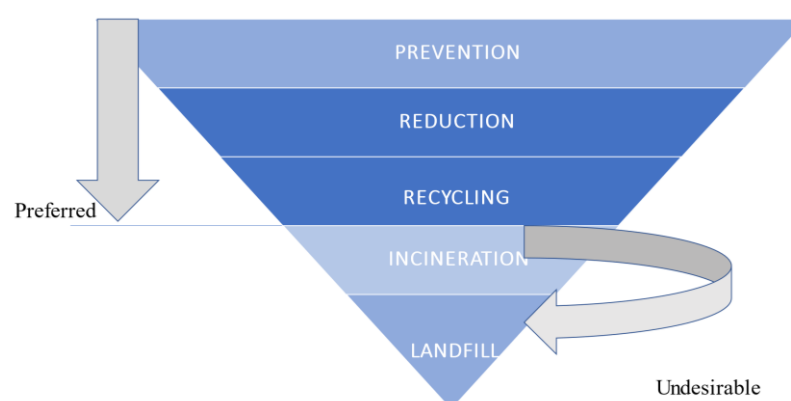 PREVENTION
REDUCTION
RECYCLING
Preferred
INCINERATION
LANDFILL
Undesirable